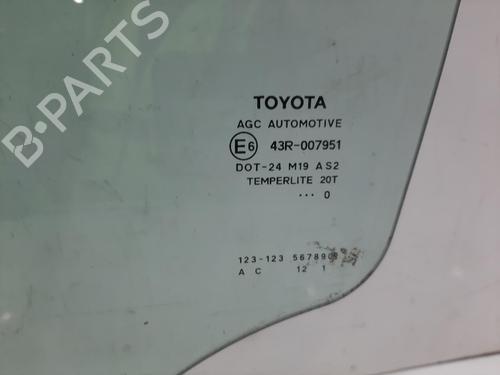 B-PARTS
TOYOTA
AGC AUTOMOTIVE
E6 43R-007951
DOT-24 M19 AS2
TEMPERLITE 20T
... 0
123-123 567890
A C 12 1